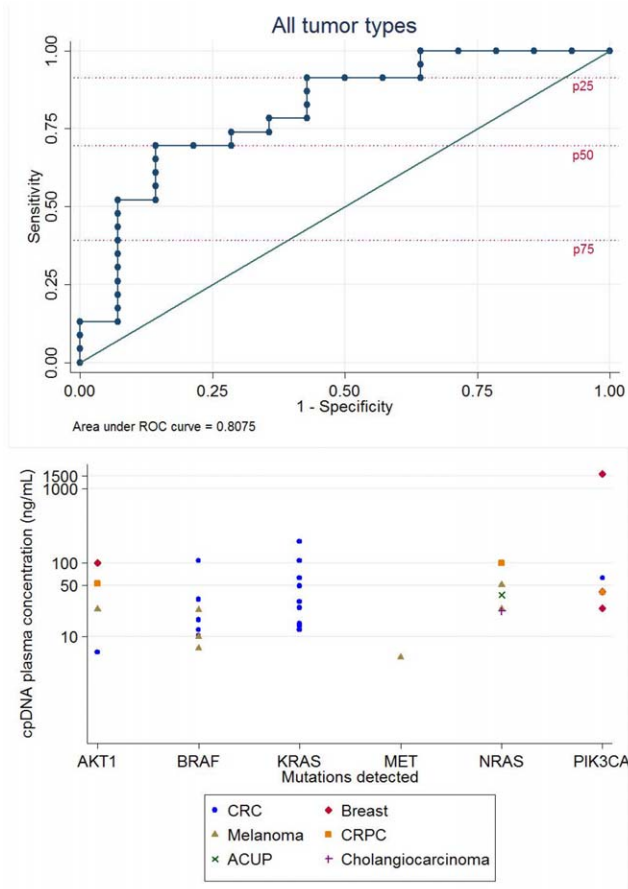 All tumor types
1.00
0.75
0.50
0.25
0.00
Sensitivity
p25
p50
p75
0.00
0.25
0.50
0.75
1.00
1 - Specificity
Area under ROC curve = 0.8075
cpDNA plasma concentration (ng/mL)
1500
1000
100
50
10
AKT1
BRAF
KRAS
MET
NRAS
PIK3CA
Mutations detected
CRC
Breast
Melanoma
CRPC
ACUP
Cholangiocarcinoma